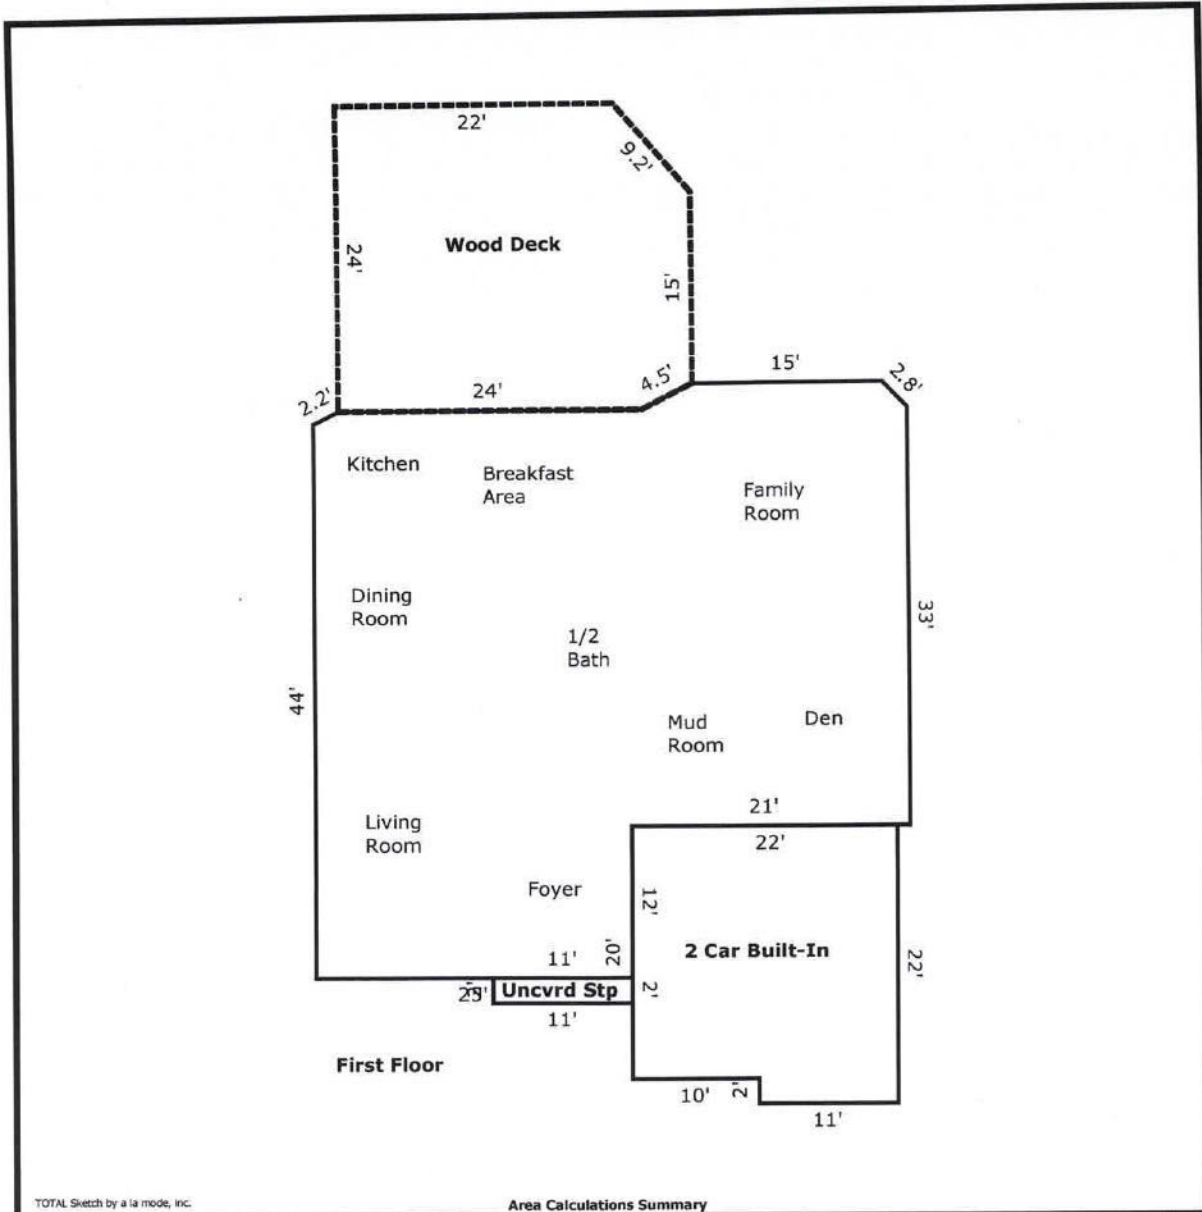 22'
9.2'
Wood Deck
24'
15'
15'
2.8'
4.5'
24'
2.2'
Kitchen
Breakfast
Area
Family
Room
Dining
Room
33'
1/2
Bath
44'
Mud
Room
Den
21'
Living
Room
22'
Foyer
12'
11'
20'
2 Car Built-In
22'
25'
Uncvrd Stp
2'
11'
First Floor
10'
2'
11'
TOTAL Sketch by a la mode, inc.
Area Calculations Summary